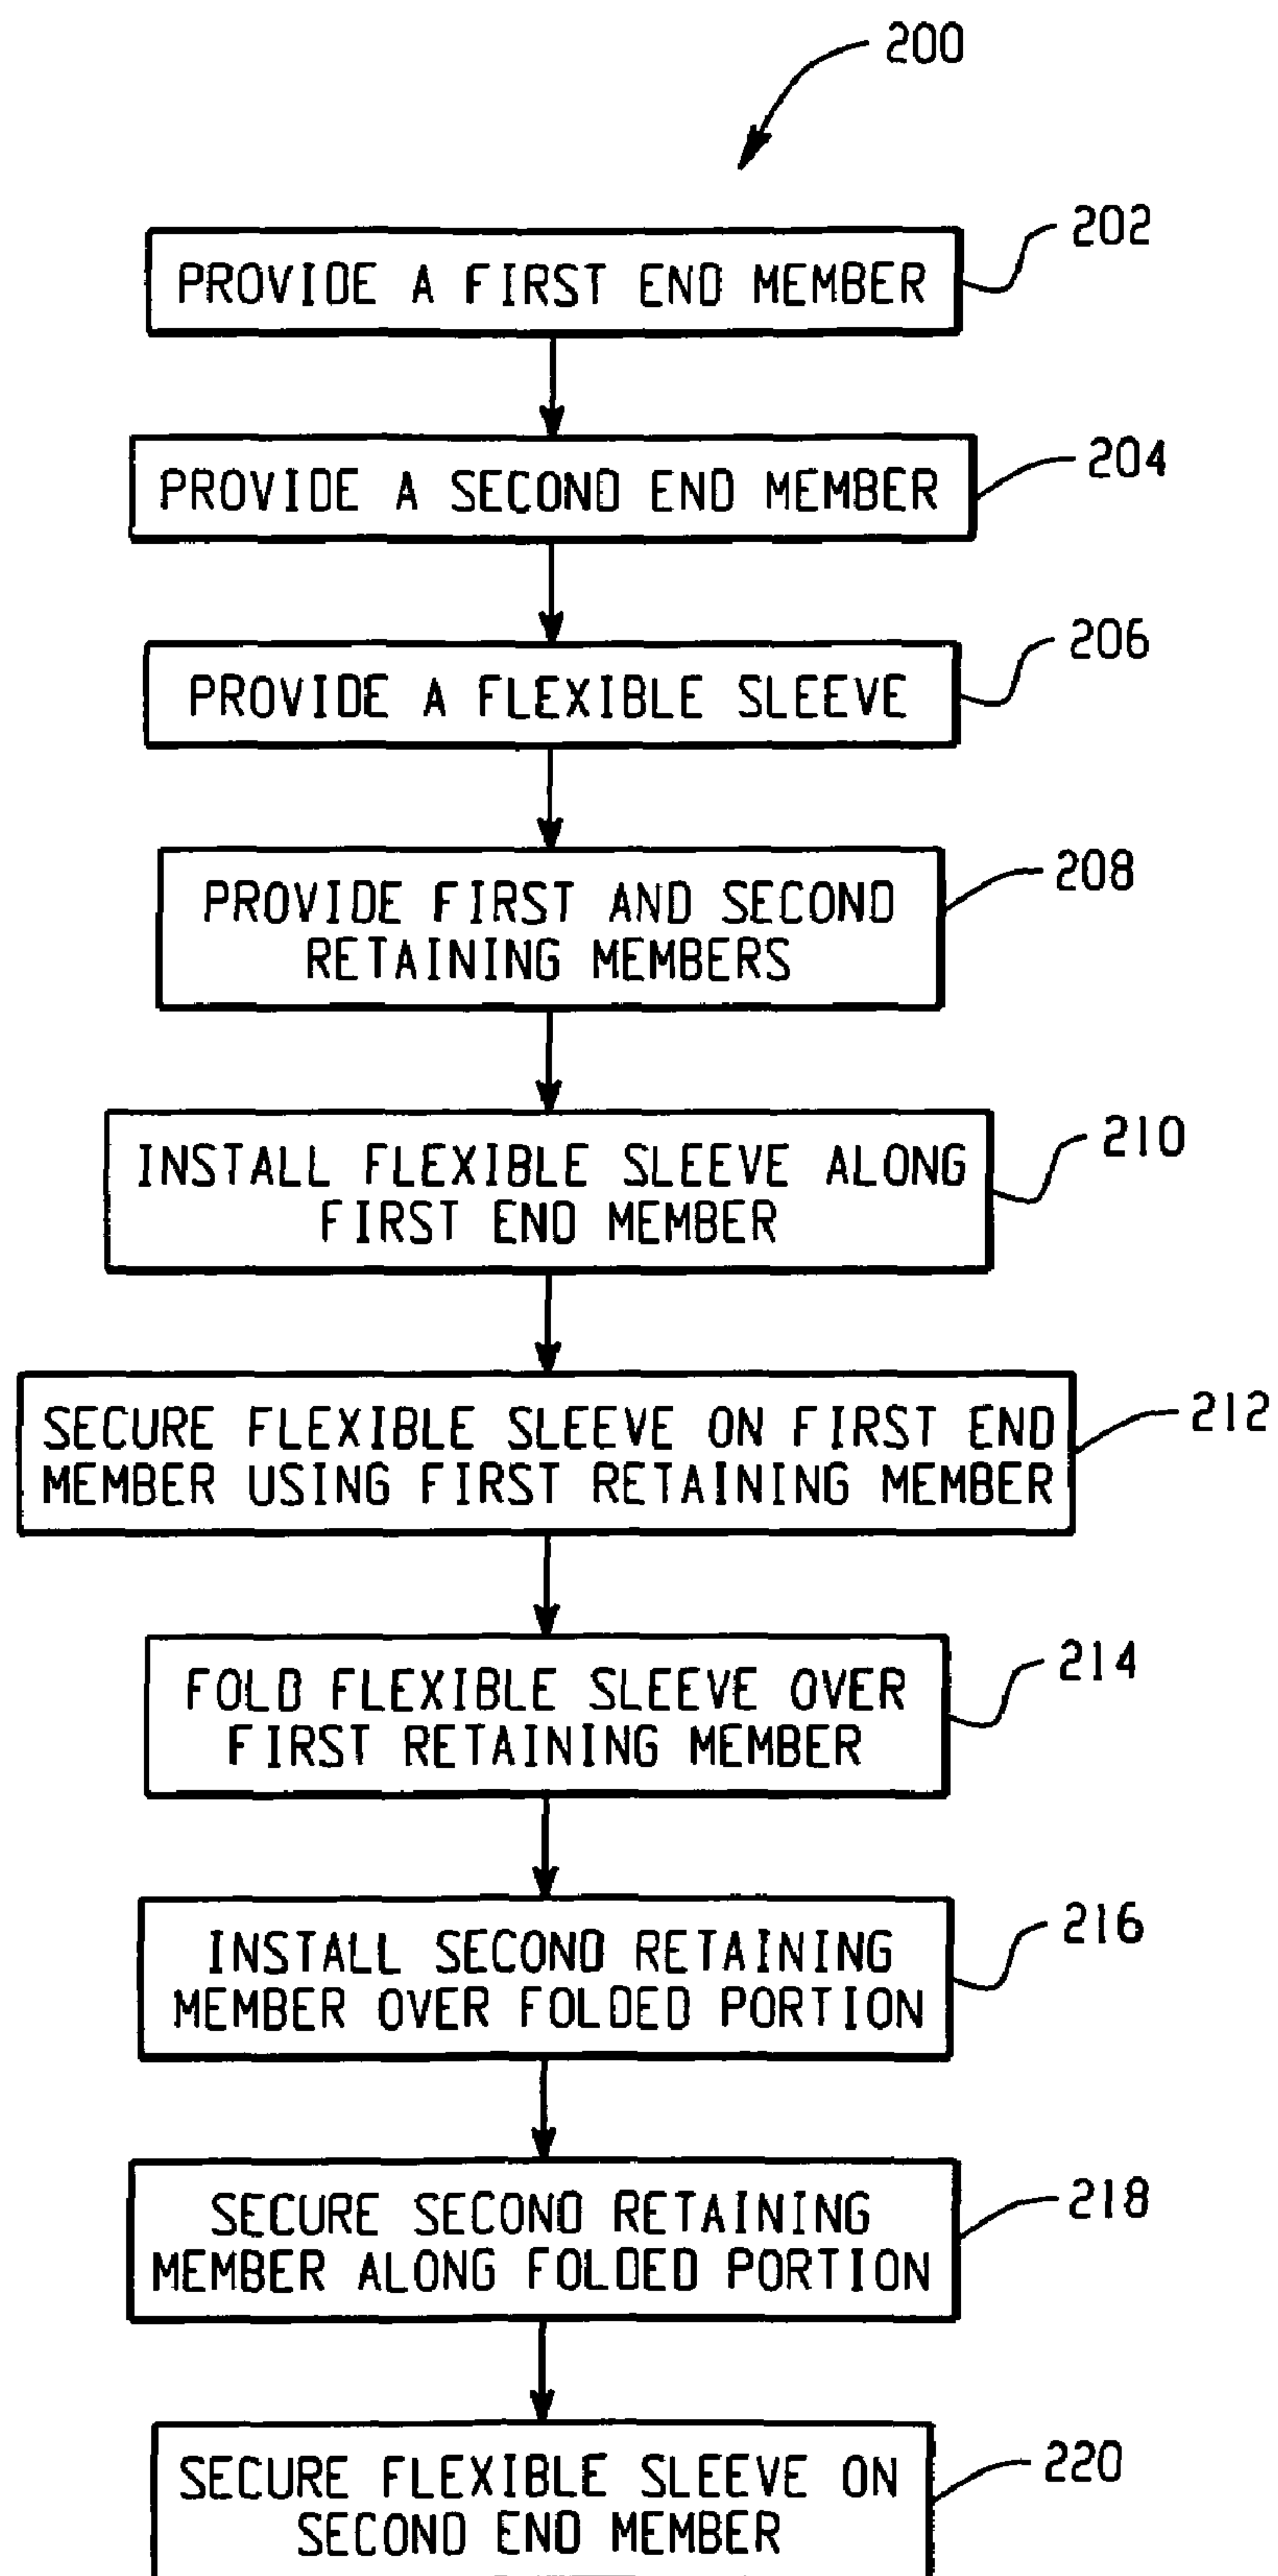 200
202
PROVIDE A FIRST END MEMBER
204
PROVIDE A SECOND END MEMBER
206
PROVIDE A FLEXIBLE SLEEVE
208
PROVIDE FIRST AND SECOND
RETAINING MEMBERS
210
INSTALL FLEXIBLE SLEEVE ALONG
FIRST END MEMBER
212
SECURE FLEXIBLE SLEEVE ON FIRST END
MEMBER USING FIRST RETAINING MEMBER
214
FOLD FLEXIBLE SLEEVE OVER
FIRST RETAINING MEMBER
216
INSTALL SECOND RETAINING
MEMBER OVER FOLDED PORTION
218
SECURE SECOND RETAINING
MEMBER ALONG FOLDED PORTION
220
SECURE FLEXIBLE SLEEVE ON
SECOND END MEMBER